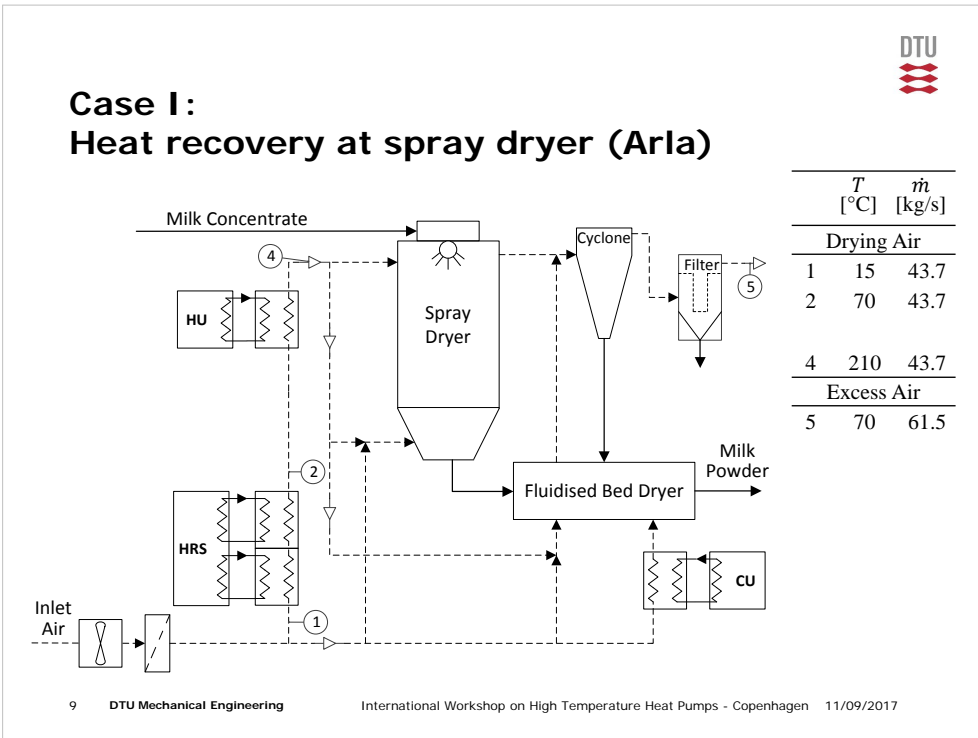 DTU
Case I:
Heat recovery at spray dryer (Arla)
T ṁ
[°C] [kg/s]
Drying Air
1 15 43.7
2 70 43.7
4 210 43.7
Excess Air
5 70 61.5
Milk Concentrate
4
Cyclone
Filter
5
HU
Spray
Dryer
2
Milk
Powder
Fluidised Bed Dryer
HRS
CU
Inlet
Air
1
9 DTU Mechanical Engineering International Workshop on High Temperature Heat Pumps - Copenhagen 11/09/2017